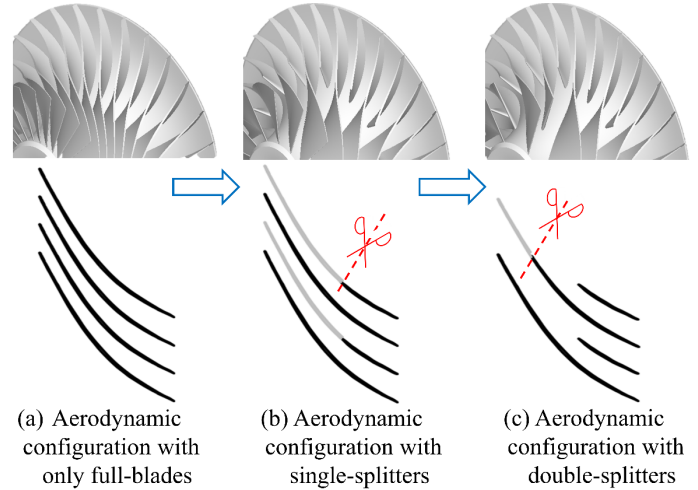 (a) Aerodynamic
configuration with
only full-blades
(b) Aerodynamic
configuration with
single-splitters
(c) Aerodynamic
configuration with
double-splitters